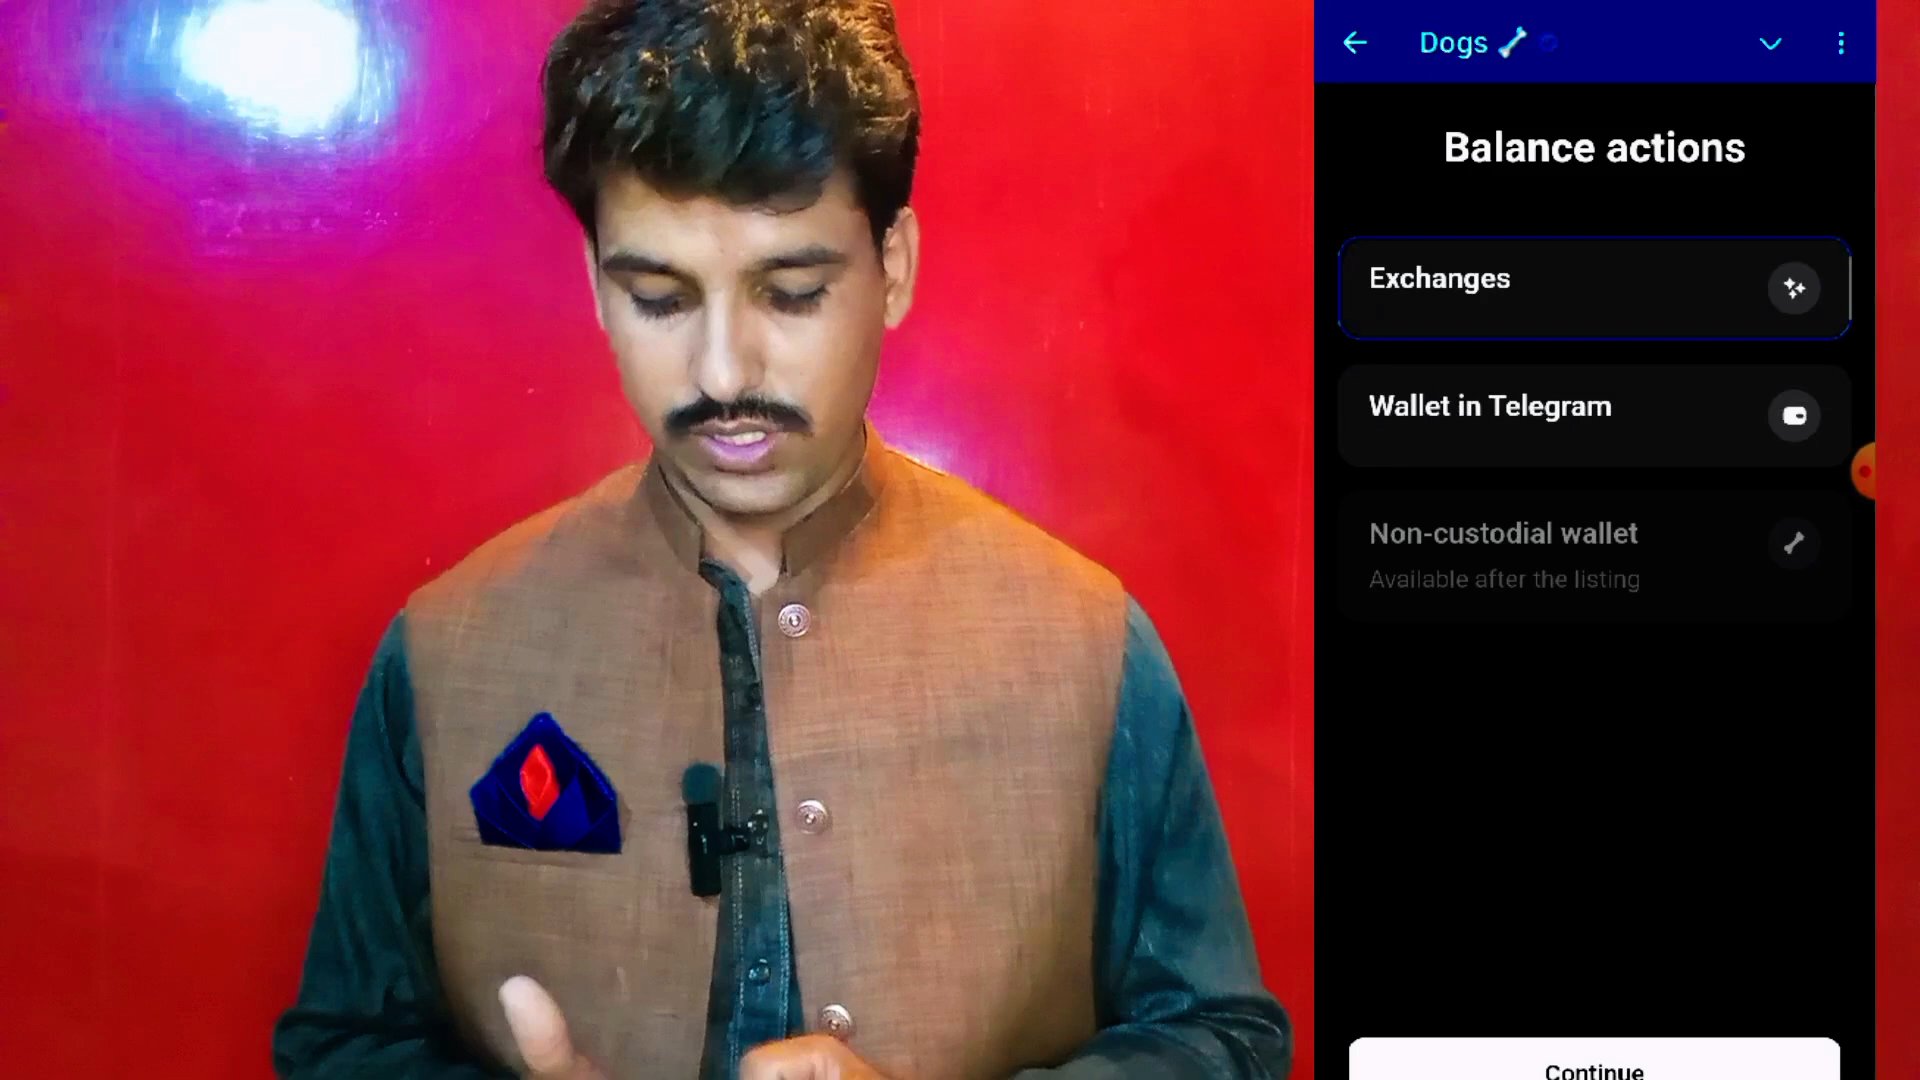 Dogs 🦴
Balance actions
Exchanges
Wallet in Telegram
Non-custodial wallet
Available after the listing
Continue